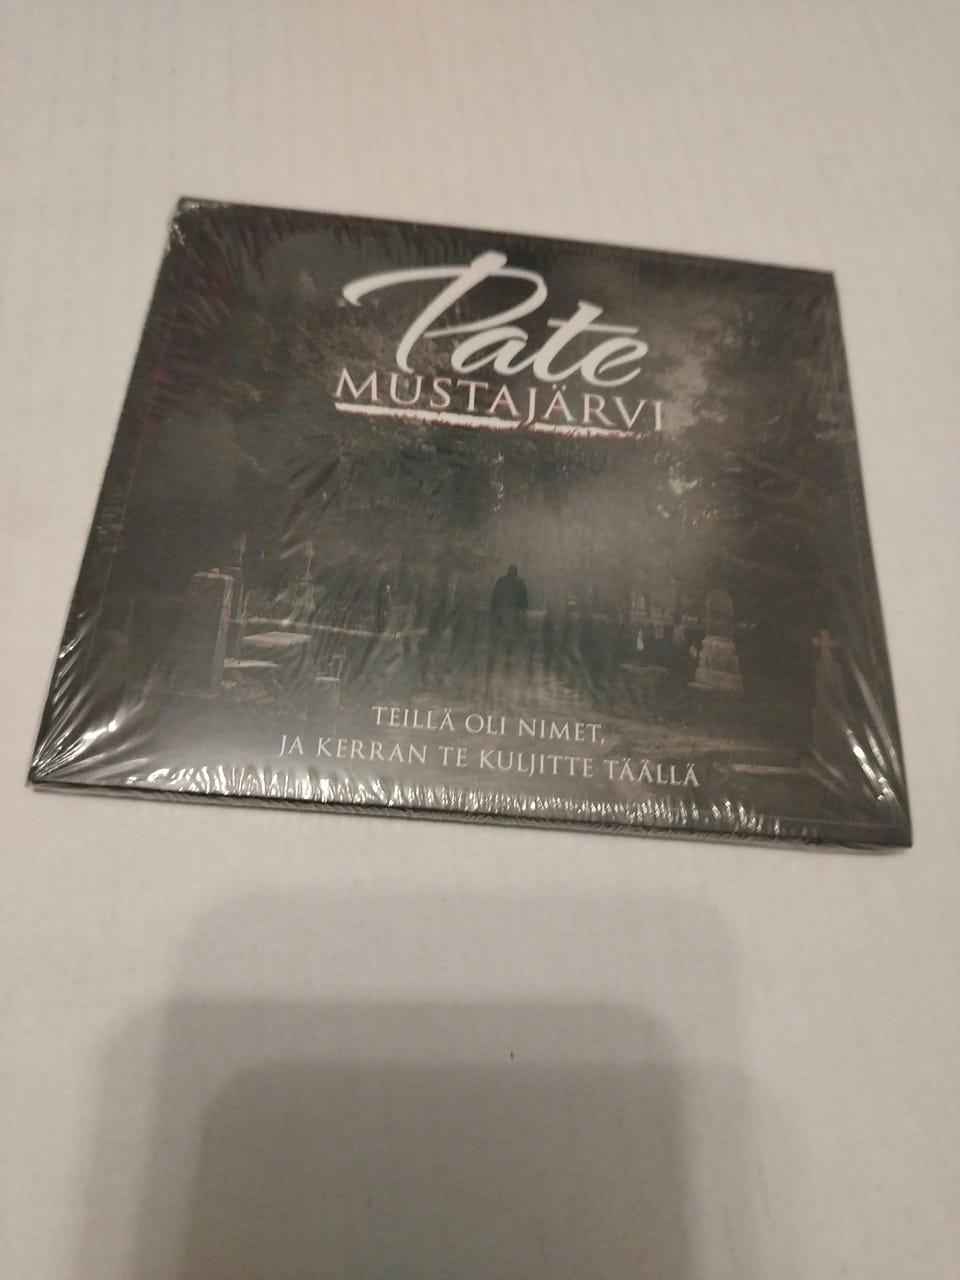 Pate
MUSTAJÄRVI
TEILLÄ OLI NIMET,
JA KERRAN TE KULJITTE TÄÄLLÄ